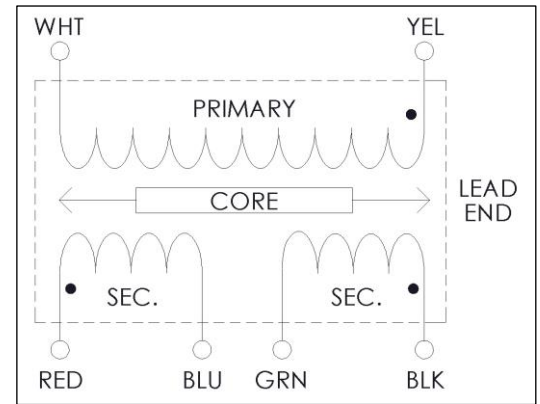 WHT YEL
PRIMARY
CORE
LEAD
END
SEC. SEC.
RED BLU GRN BLK